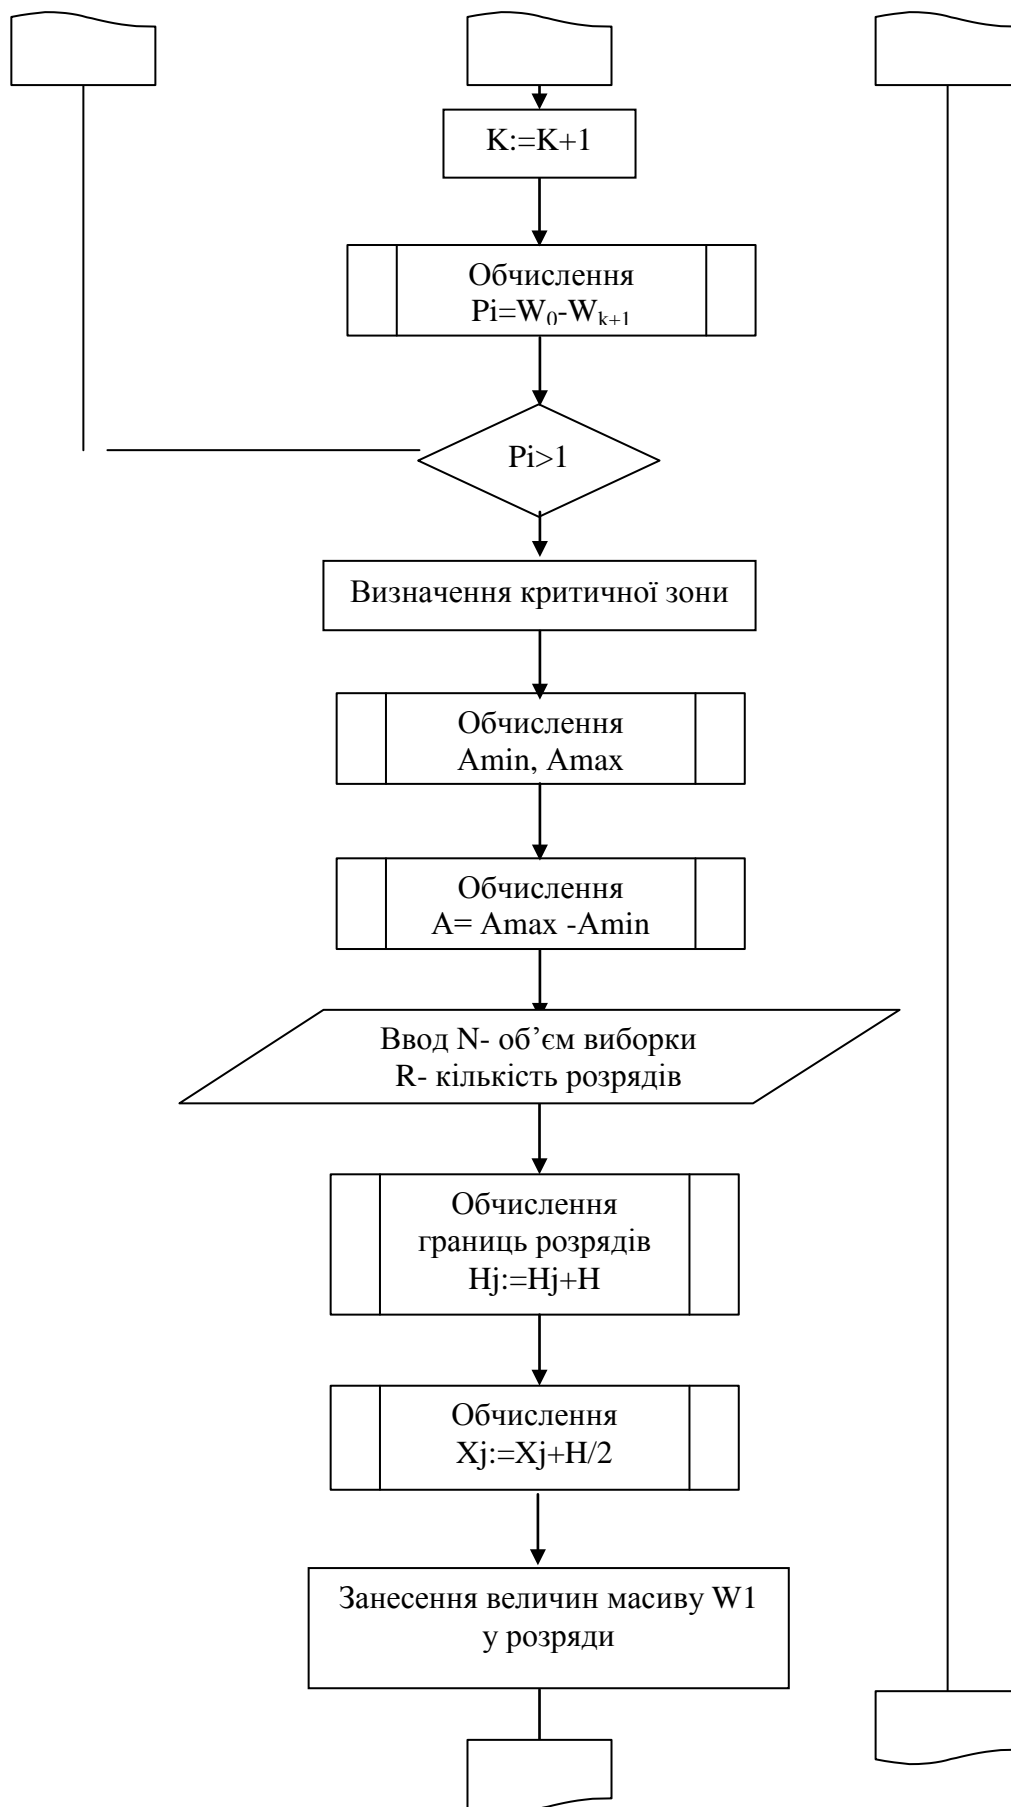 K:=K+1
Обчислення
Pi=W₀-Wₖ₊₁
Pi>1
Визначення критичної зони
Обчислення
Amin, Amax
Обчислення
A= Amax -Amin
Ввод N- об’єм виборки
R- кількість розрядів
Обчислення
границь розрядів
Hj:=Hj+H
Обчислення
Xj:=Xj+H/2
Занесення величин масиву W1
у розряди